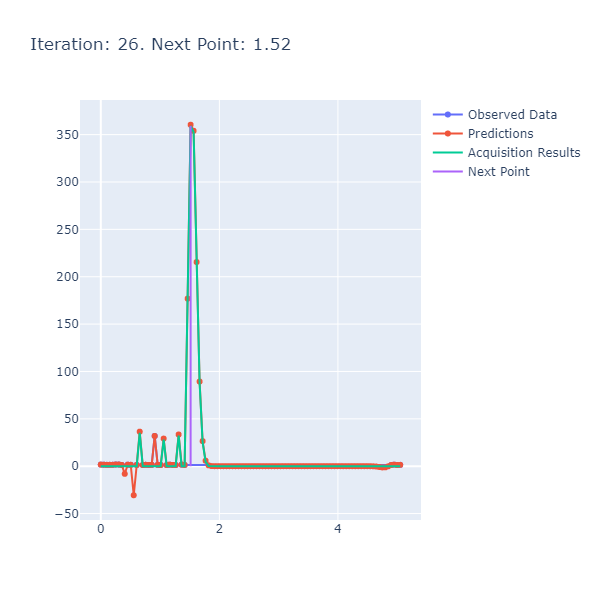 Iteration: 26. Next Point: 1.52
Observed Data
Predictions
Acquisition Results
Next Point
350
300
250
200
150
100
50
0
−50
0
2
4